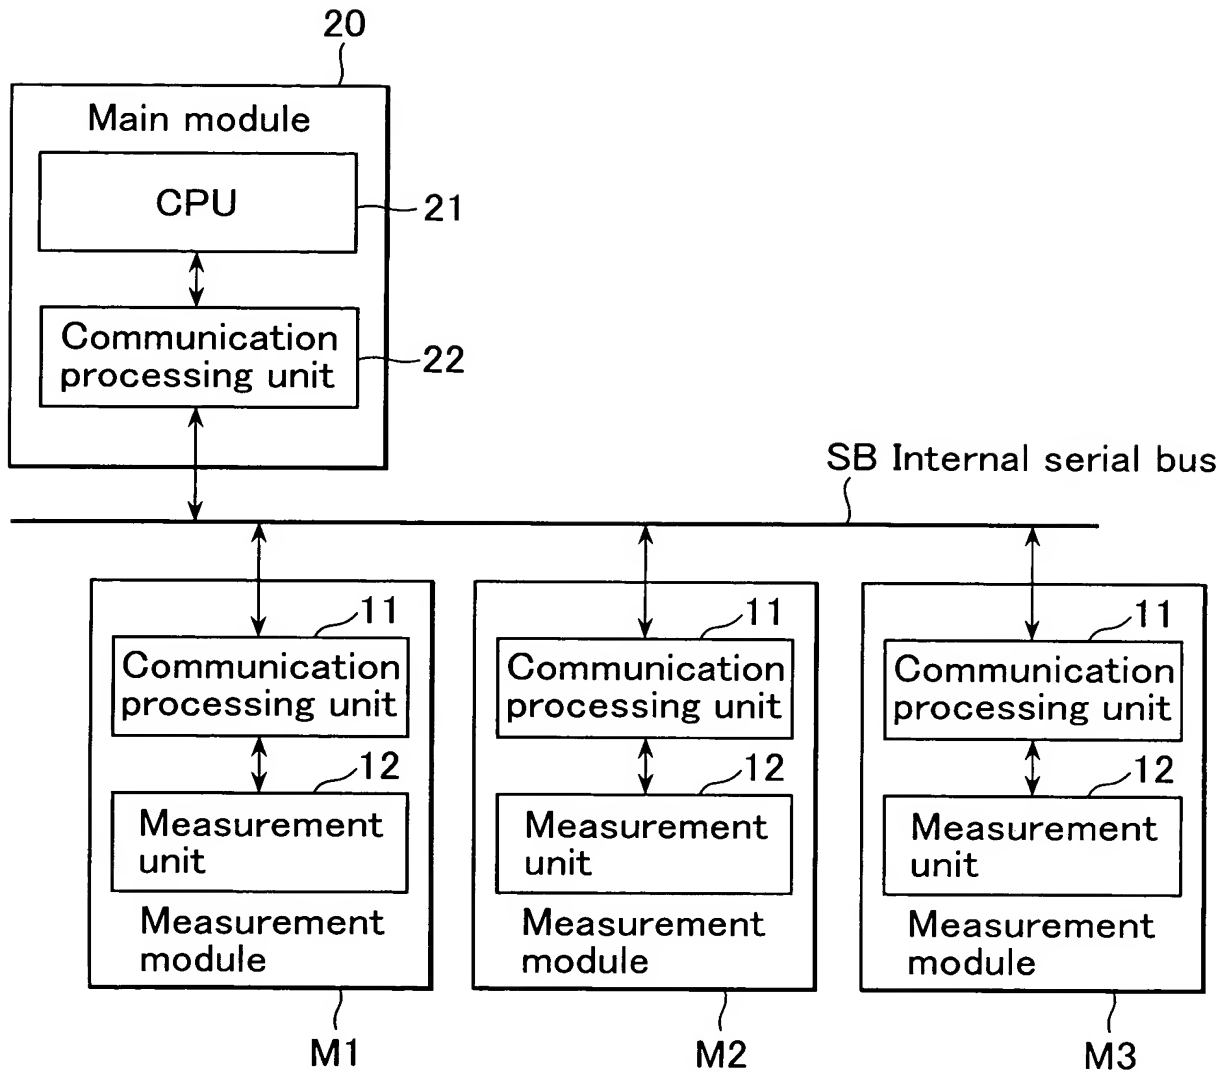 20
Main module
CPU
21
Communication
processing unit
22
SB Internal serial bus
11
Communication
processing unit
12
Measurement
unit
Measurement
module
M1
11
Communication
processing unit
12
Measurement
unit
Measurement
module
M2
11
Communication
processing unit
12
Measurement
unit
Measurement
module
M3